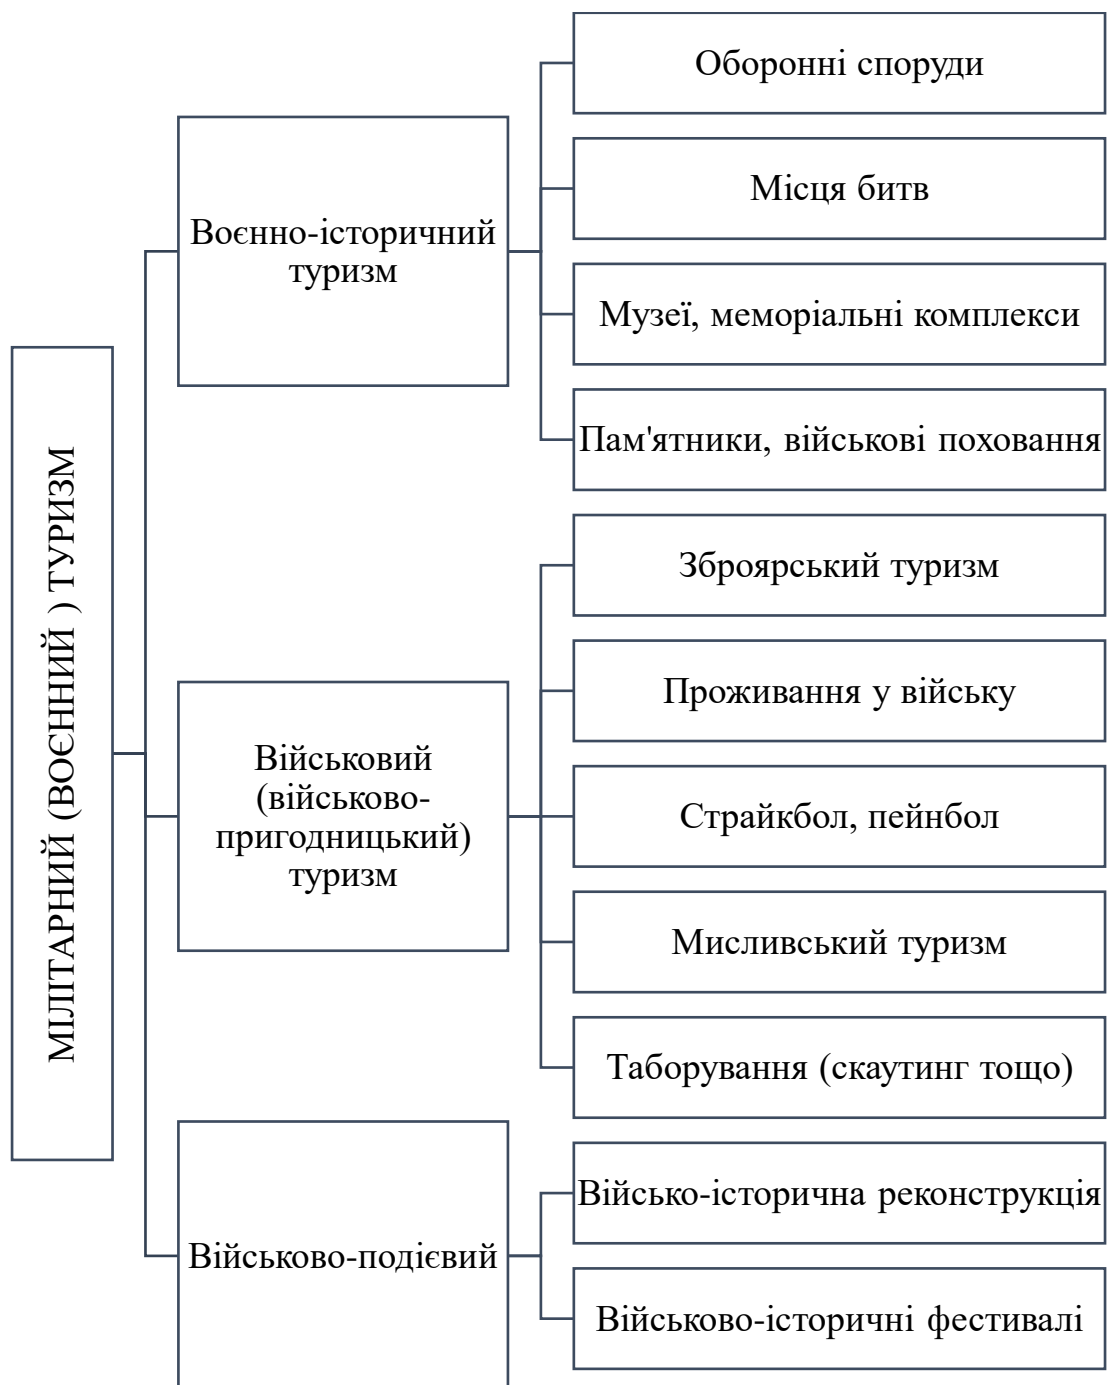 МІЛІТАРНИЙ (ВОЄННИЙ ) ТУРИЗМ
Воєнно-історичний
туризм
Оборонні споруди
Місця битв
Музеї, меморіальні комплекси
Пам'ятники, військові поховання
Військовий
(військово-
пригодницький)
туризм
Зброярський туризм
Проживання у війську
Страйкбол, пейнбол
Мисливський туризм
Таборування (скаутинг тощо)
Військово-подієвий
Військо-історична реконструкція
Військово-історичні фестивалі